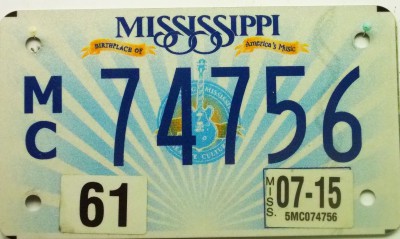 MISSISSIPPI
BIRTHPLACE OF America's Music
MC 74756
61
MISS. 07-15
5MC074756